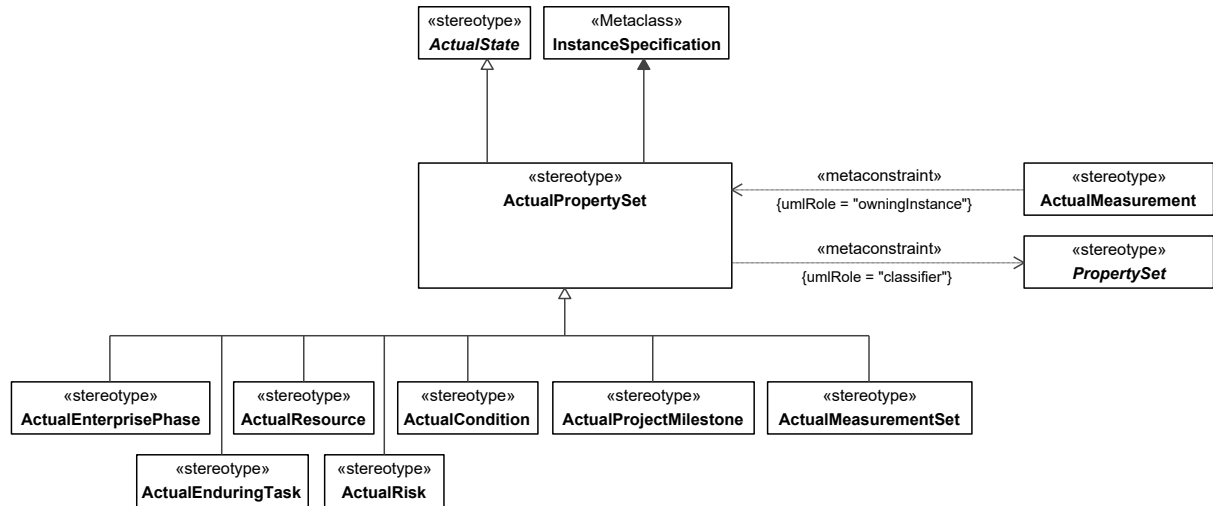 «stereotype»
ActualState
«Metaclass»
InstanceSpecification
«stereotype»
ActualPropertySet
«metaconstraint»
{umlRole = "owningInstance"}
«stereotype»
ActualMeasurement
«metaconstraint»
{umlRole = "classifier"}
«stereotype»
PropertySet
«stereotype»
ActualEnterprisePhase
«stereotype»
ActualResource
«stereotype»
ActualCondition
«stereotype»
ActualProjectMilestone
«stereotype»
ActualMeasurementSet
«stereotype»
ActualEnduringTask
«stereotype»
ActualRisk